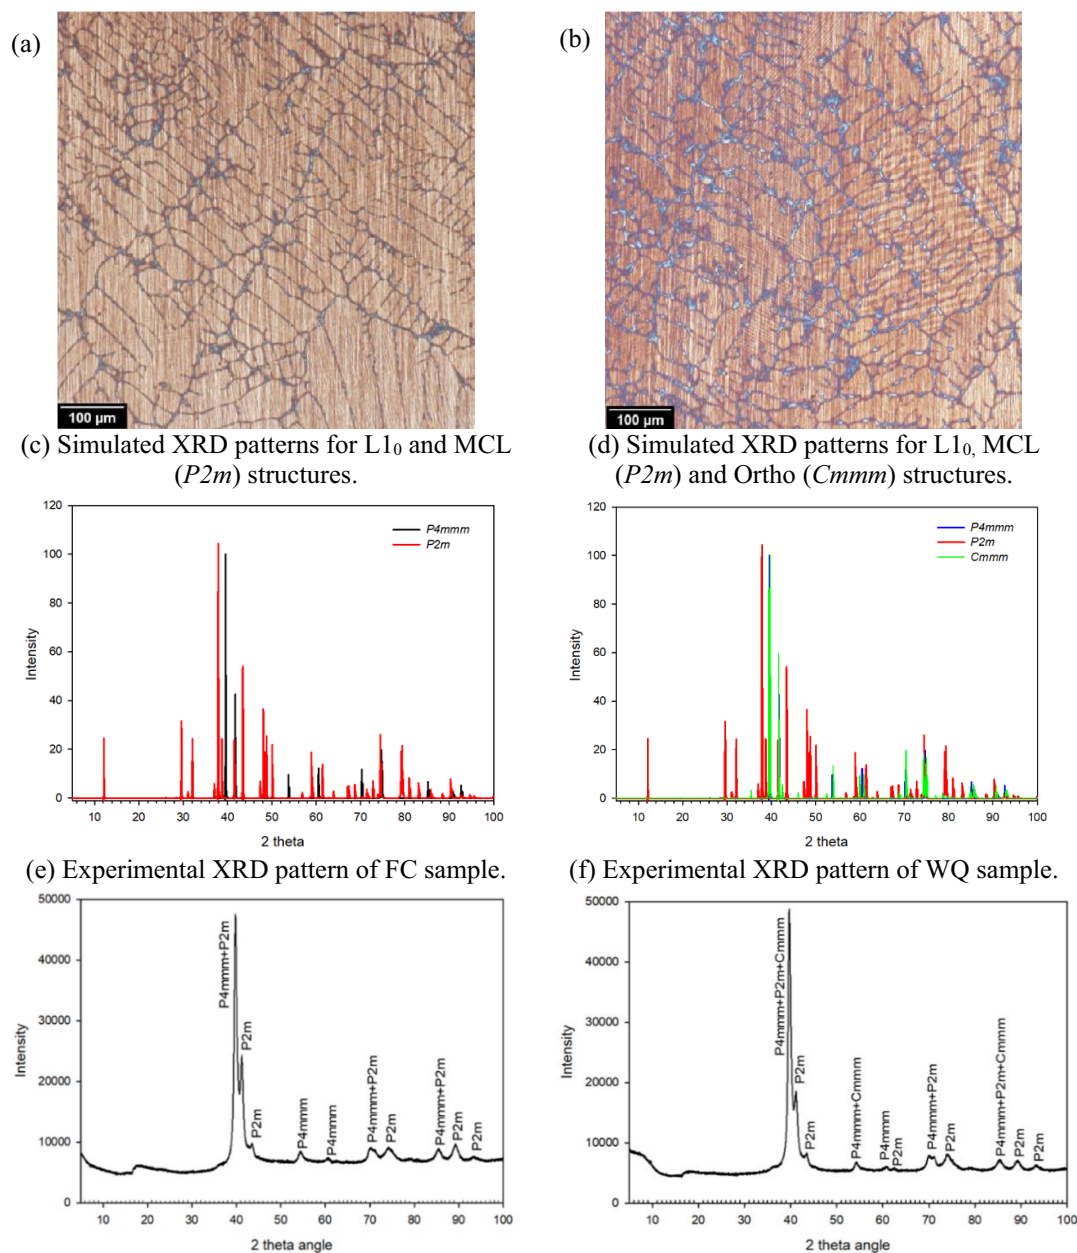 (a)
(b)
100 µm
100 µm
(c) Simulated XRD patterns for L1₀ and MCL
(P2m) structures.
(d) Simulated XRD patterns for L1₀, MCL
(P2m) and Ortho (Cmmm) structures.
120
100
80
60
40
20
0
Intensity
P4mmm
P2m
10 20 30 40 50 60 70 80 90 100
2 theta
120
100
80
60
40
20
0
Intensity
P4mmm
P2m
Cmmm
10 20 30 40 50 60 70 80 90 100
2 theta
(e) Experimental XRD pattern of FC sample.
(f) Experimental XRD pattern of WQ sample.
50000
40000
30000
20000
10000
0
Intensity
P4mmm+P2m
P2m
P2m
P4mmm
P4mmm
P4mmm+P2m
P2m
P4mmm+P2m
P2m
P2m
10 20 30 40 50 60 70 80 90 100
2 theta angle
50000
40000
30000
20000
10000
0
Intensity
P4mmm+P2m+Cmmm
P2m
P2m
P4mmm+Cmmm
P4mmm
P2m
P4mmm+P2m
P2m
P4mmm+P2m+Cmmm
P2m
P2m
10 20 30 40 50 60 70 80 90 100
2 theta angle